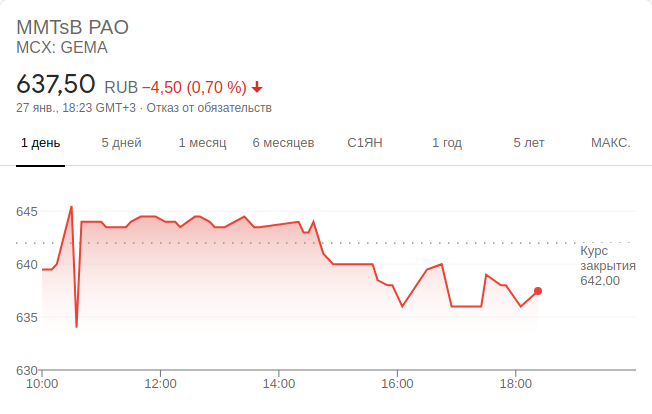 MMTsB PAO
MCX: GEMA
637,50 RUB −4,50 (0,70 %)
27 янв., 18:23 GMT+3 · Отказ от обязательств
1 день 5 дней 1 месяц 6 месяцев С1ЯН 1 год 5 лет МАКС.
645
640
635
630
Курс
закрытия
642,00
10:00 12:00 14:00 16:00 18:00